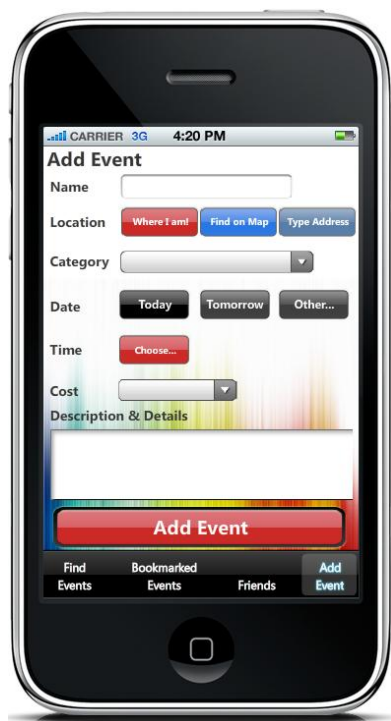 CARRIER 3G 4:20 PM
Add Event
Name
Location Where I am! Find on Map Type Address
Category
Date Today Tomorrow Other...
Time Choose...
Cost
Description & Details
Add Event
Find Bookmarked Add
Events Events Friends Event